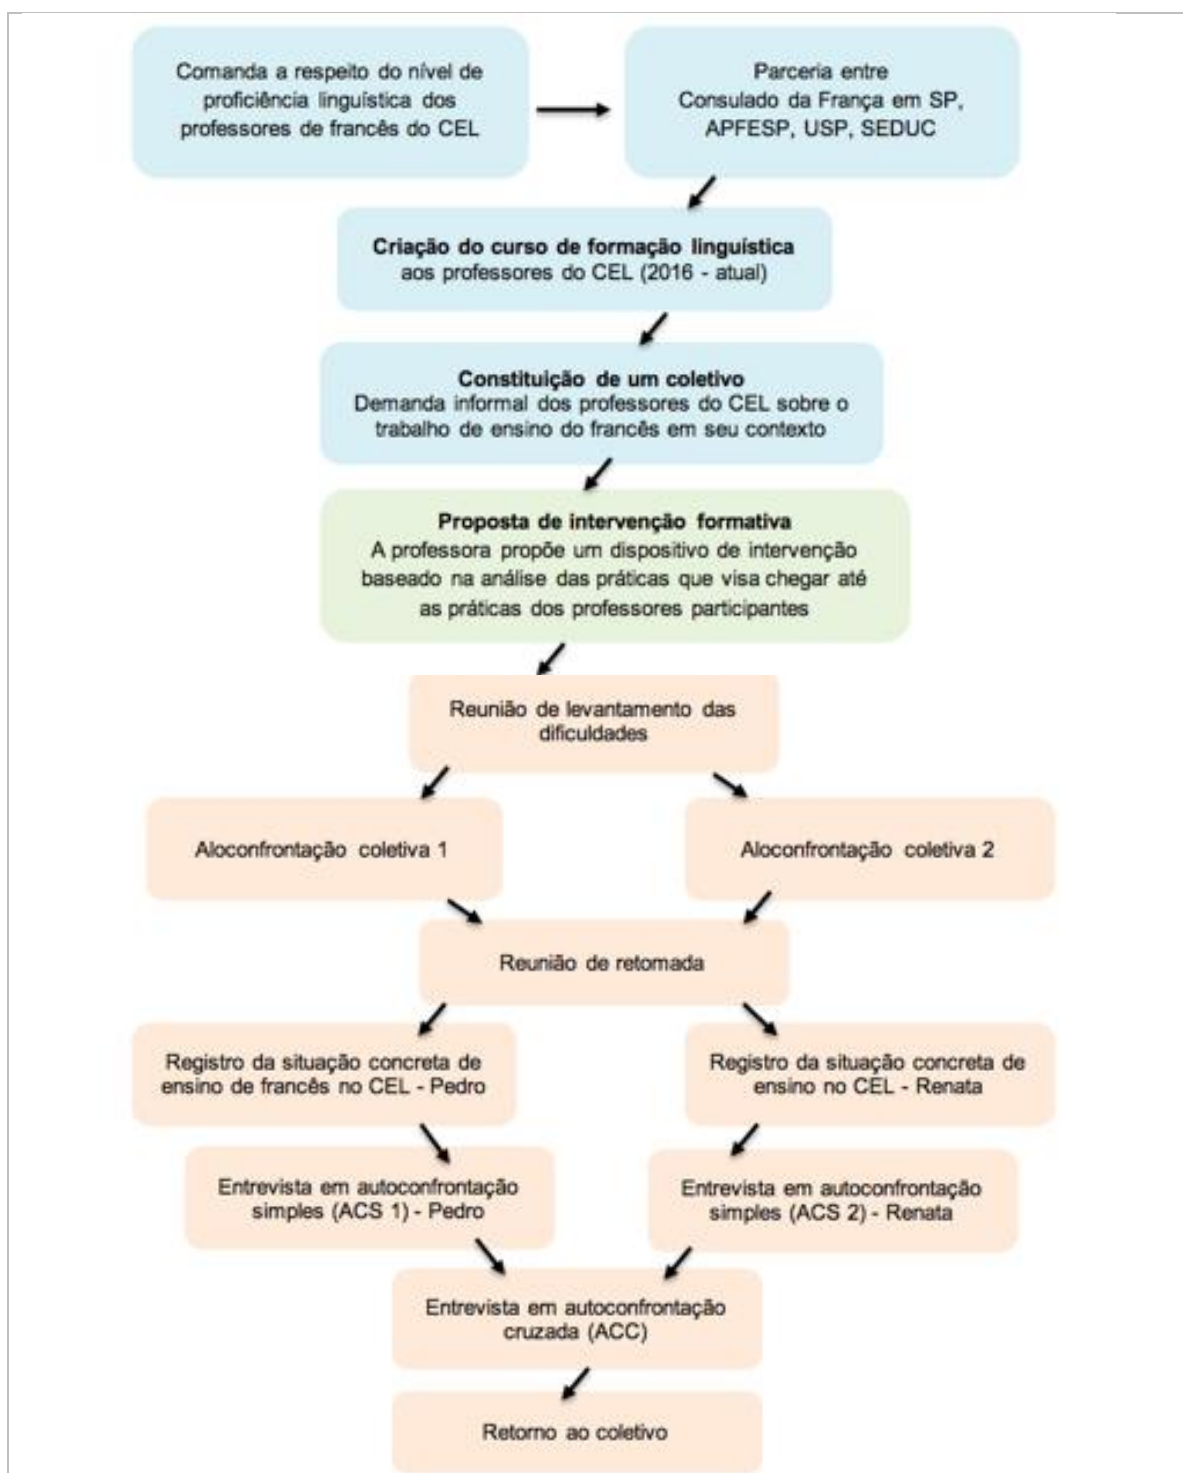 Comanda a respeito do nível de
proficiência linguística dos
professores de francês do CEL
Parceria entre
Consulado da França em SP,
APFESP, USP, SEDUC
Criação do curso de formação linguística
aos professores do CEL (2016 - atual)
Constituição de um coletivo
Demanda informal dos professores do CEL sobre o
trabalho de ensino do francês em seu contexto
Proposta de intervenção formativa
A professora propõe um dispositivo de intervenção
baseado na análise das práticas que visa chegar até
as práticas dos professores participantes
Reunião de levantamento das
dificuldades
Aloconfrontação coletiva 1
Aloconfrontação coletiva 2
Reunião de retomada
Registro da situação concreta de
ensino de francês no CEL - Pedro
Registro da situação concreta de
ensino no CEL - Renata
Entrevista em autoconfrontação
simples (ACS 1) - Pedro
Entrevista em autoconfrontação
simples (ACS 2) - Renata
Entrevista em autoconfrontação
cruzada (ACC)
Retorno ao coletivo